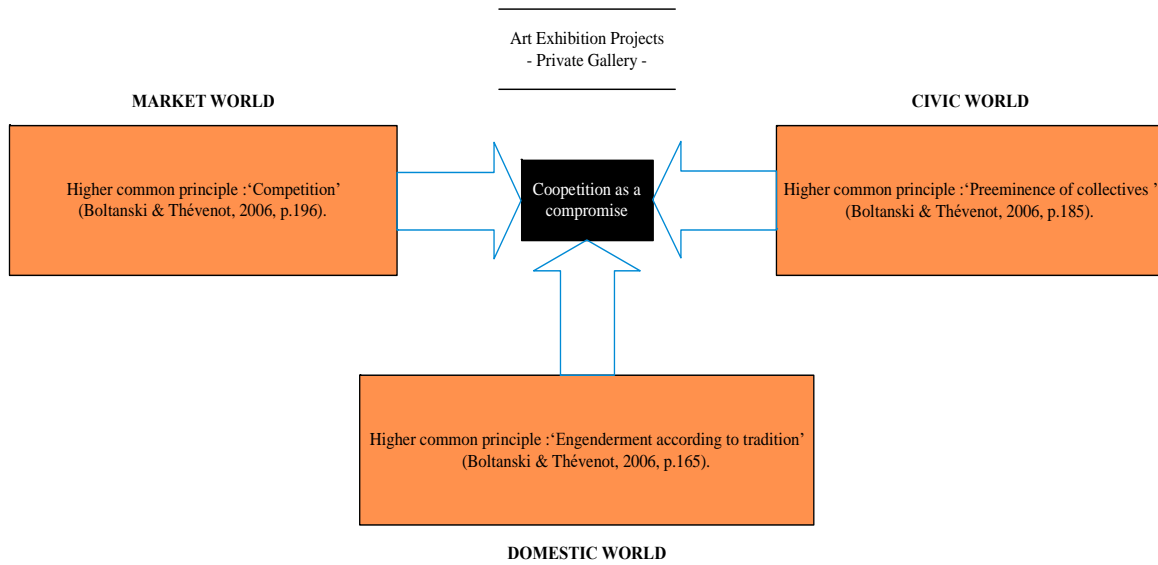 Art Exhibition Projects
- Private Gallery -
MARKET WORLD
CIVIC WORLD
Higher common principle :‘Competition’
(Boltanski & Thévenot, 2006, p.196).
Coopetition as a
compromise
Higher common principle :‘Preeminence of collectives ’
(Boltanski & Thévenot, 2006, p.185).
Higher common principle :‘Engenderment according to tradition’
(Boltanski & Thévenot, 2006, p.165).
DOMESTIC WORLD